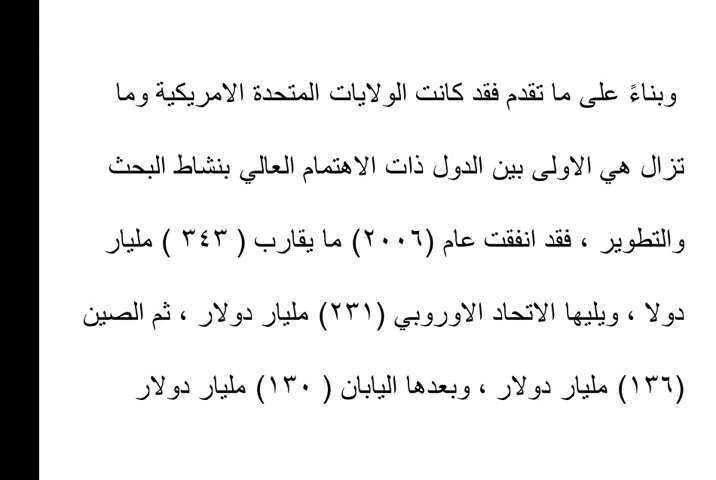 وبناءً على ما تقدم فقد كانت الولايات المتحدة الامريكية وما
تزال هي الاولى بين الدول ذات الاهتمام العالي بنشاط البحث
والتطوير ، فقد انفقت عام (٢٠٠٦) ما يقارب ( ٣٤٣ ) مليار
دولا ، ويليها الاتحاد الاوروبي (٢٣١) مليار دولار ، ثم الصين
(١٣٦) مليار دولار ، وبعدها اليابان ( ١٣٠) مليار دولار